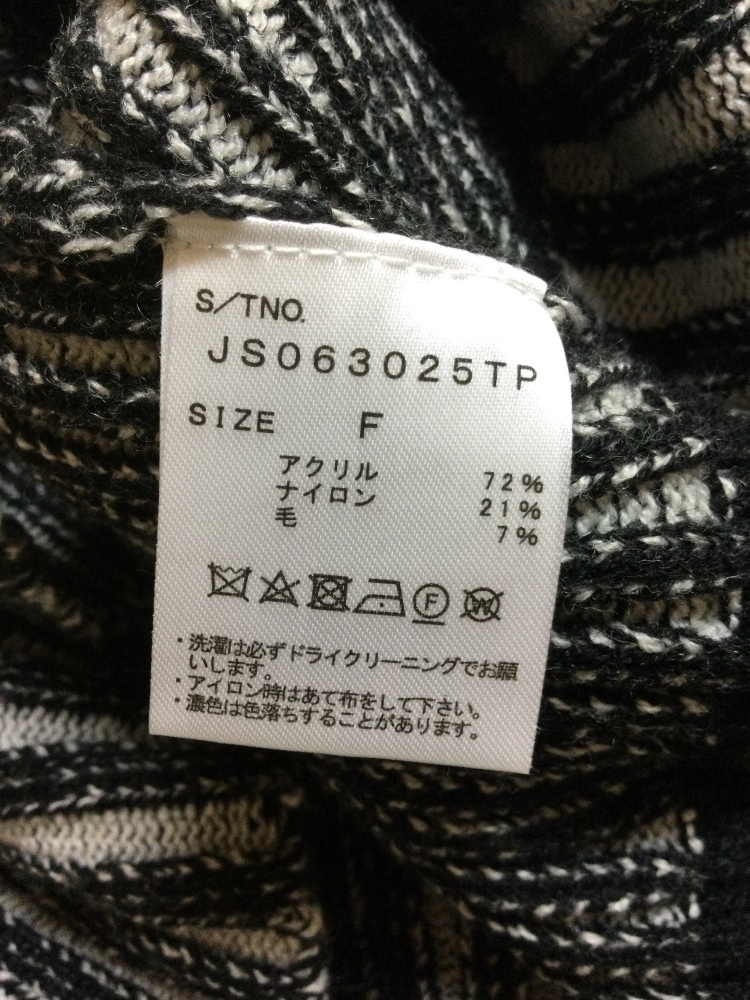 S/TNO.
JS063025TP
SIZE F
アクリル 72%
ナイロン 21%
毛 7%
F W
・洗濯は必ずドライクリーニングでお願
いします。
・アイロン時はあて布をして下さい。
・濃色は色落ちすることがあります。